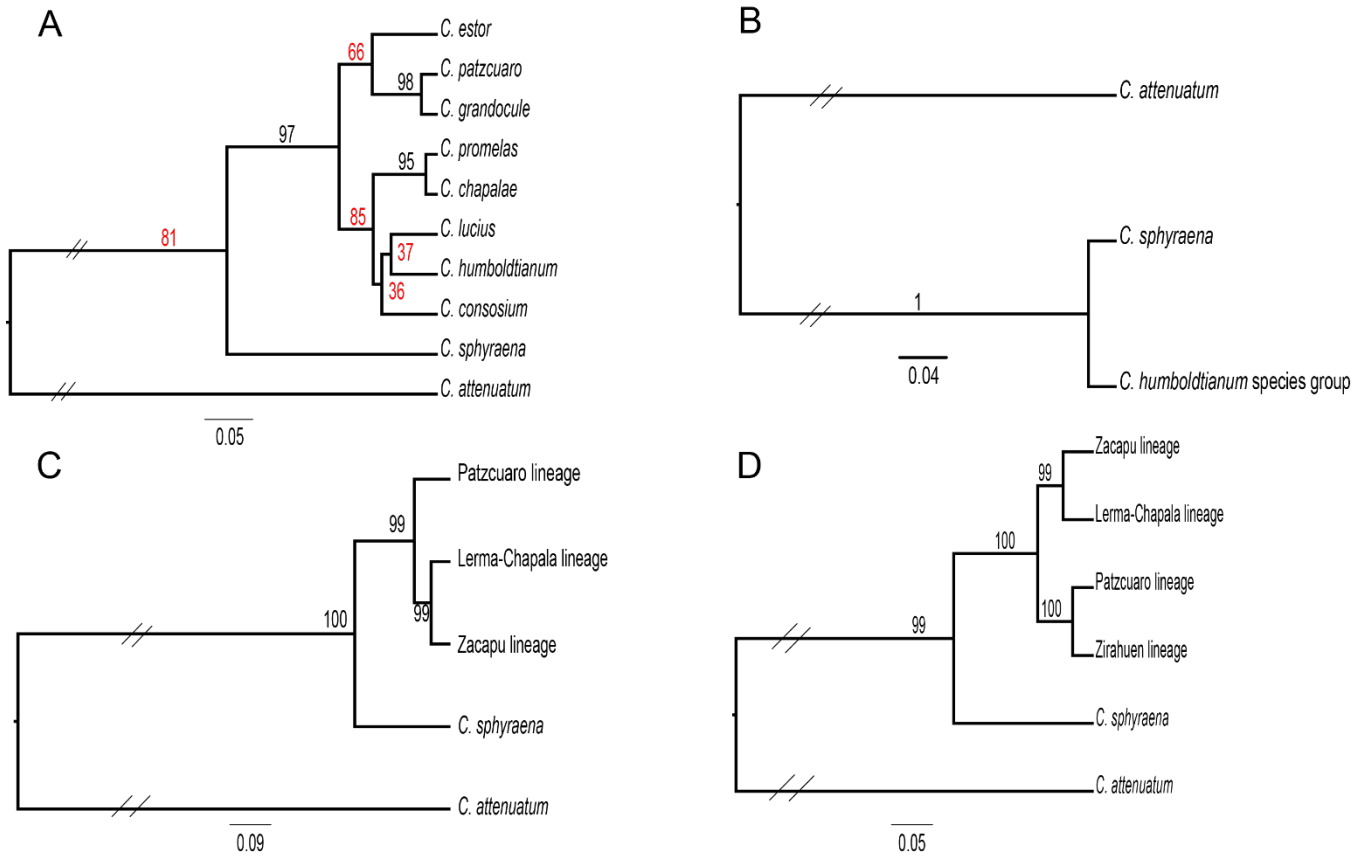 A
C. estor
66
C. patzcuaro
98
C. grandocule
97
C. promelas
95
C. chapalae
85
C. lucius
81
37
C. humboldtianum
36
C. consosium
C. sphyraena
C. attenuatum
0.05
B
C. attenuatum
C. sphyraena
1
0.04
C. humboldtianum species group
C
Patzcuaro lineage
99
Lerma-Chapala lineage
99
100
Zacapu lineage
C. sphyraena
C. attenuatum
0.09
D
Zacapu lineage
99
Lerma-Chapala lineage
100
Patzcuaro lineage
100
99
Zirahuen lineage
C. sphyraena
C. attenuatum
0.05